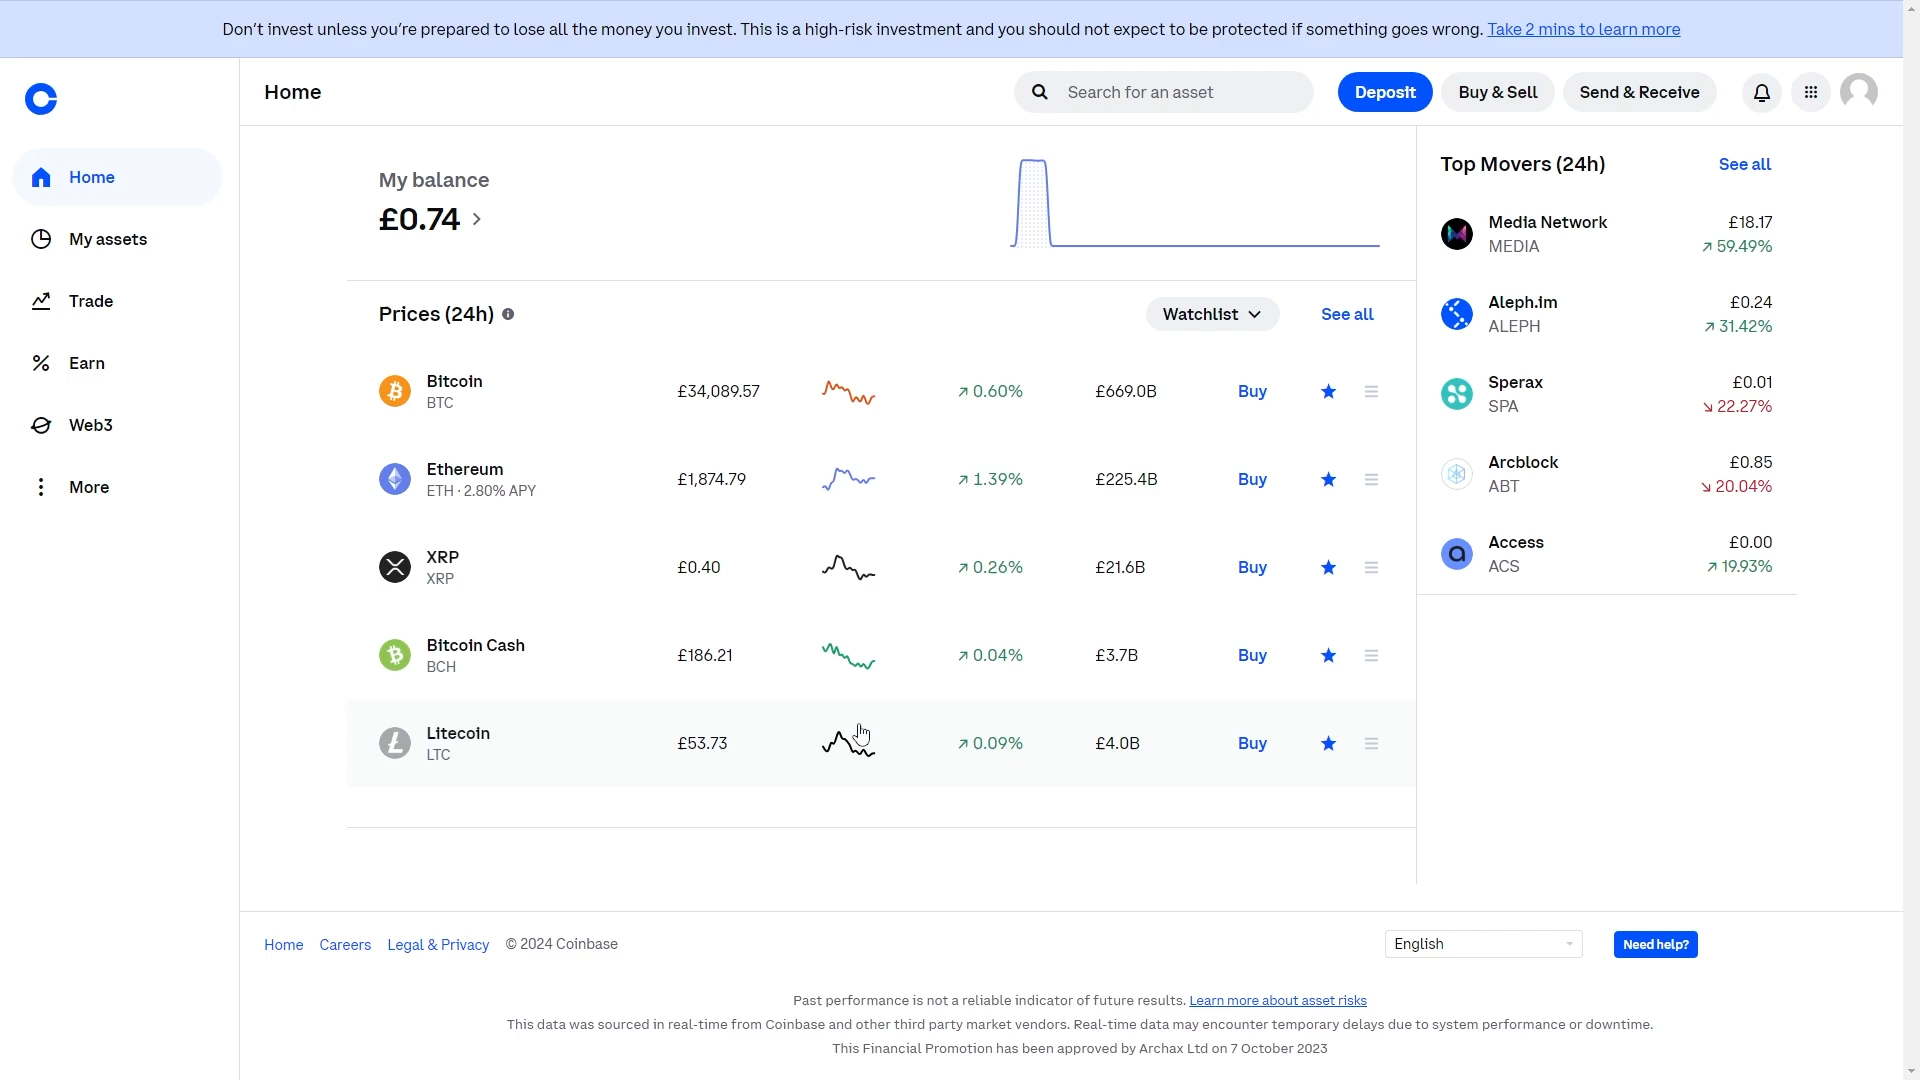 Don’t invest unless you’re prepared to lose all the money you invest. This is a high-risk investment and you should not expect to be protected if something goes wrong. Take 2 mins to learn more
Home
Search for an asset
Deposit
Buy & Sell
Send & Receive
Home
My assets
Trade
Earn
Web3
More
My balance
£0.74
Prices (24h)
Watchlist
See all
Bitcoin
BTC
£34,089.57
0.60%
£669.0B
Buy
Ethereum
ETH · 2.80% APY
£1,874.79
1.39%
£225.4B
Buy
XRP
XRP
£0.40
0.26%
£21.6B
Buy
Bitcoin Cash
BCH
£186.21
0.04%
£3.7B
Buy
Litecoin
LTC
£53.73
0.09%
£4.0B
Buy
Top Movers (24h)
See all
Media Network
MEDIA
£18.17
59.49%
Aleph.im
ALEPH
£0.24
31.42%
Sperax
SPA
£0.01
22.27%
Arcblock
ABT
£0.85
20.04%
Access
ACS
£0.00
19.93%
Home
Careers
Legal & Privacy
© 2024 Coinbase
English
Need help?
Past performance is not a reliable indicator of future results. Learn more about asset risks
This data was sourced in real-time from Coinbase and other third party market vendors. Real-time data may encounter temporary delays due to system performance or downtime.
This Financial Promotion has been approved by Archax Ltd on 7 October 2023